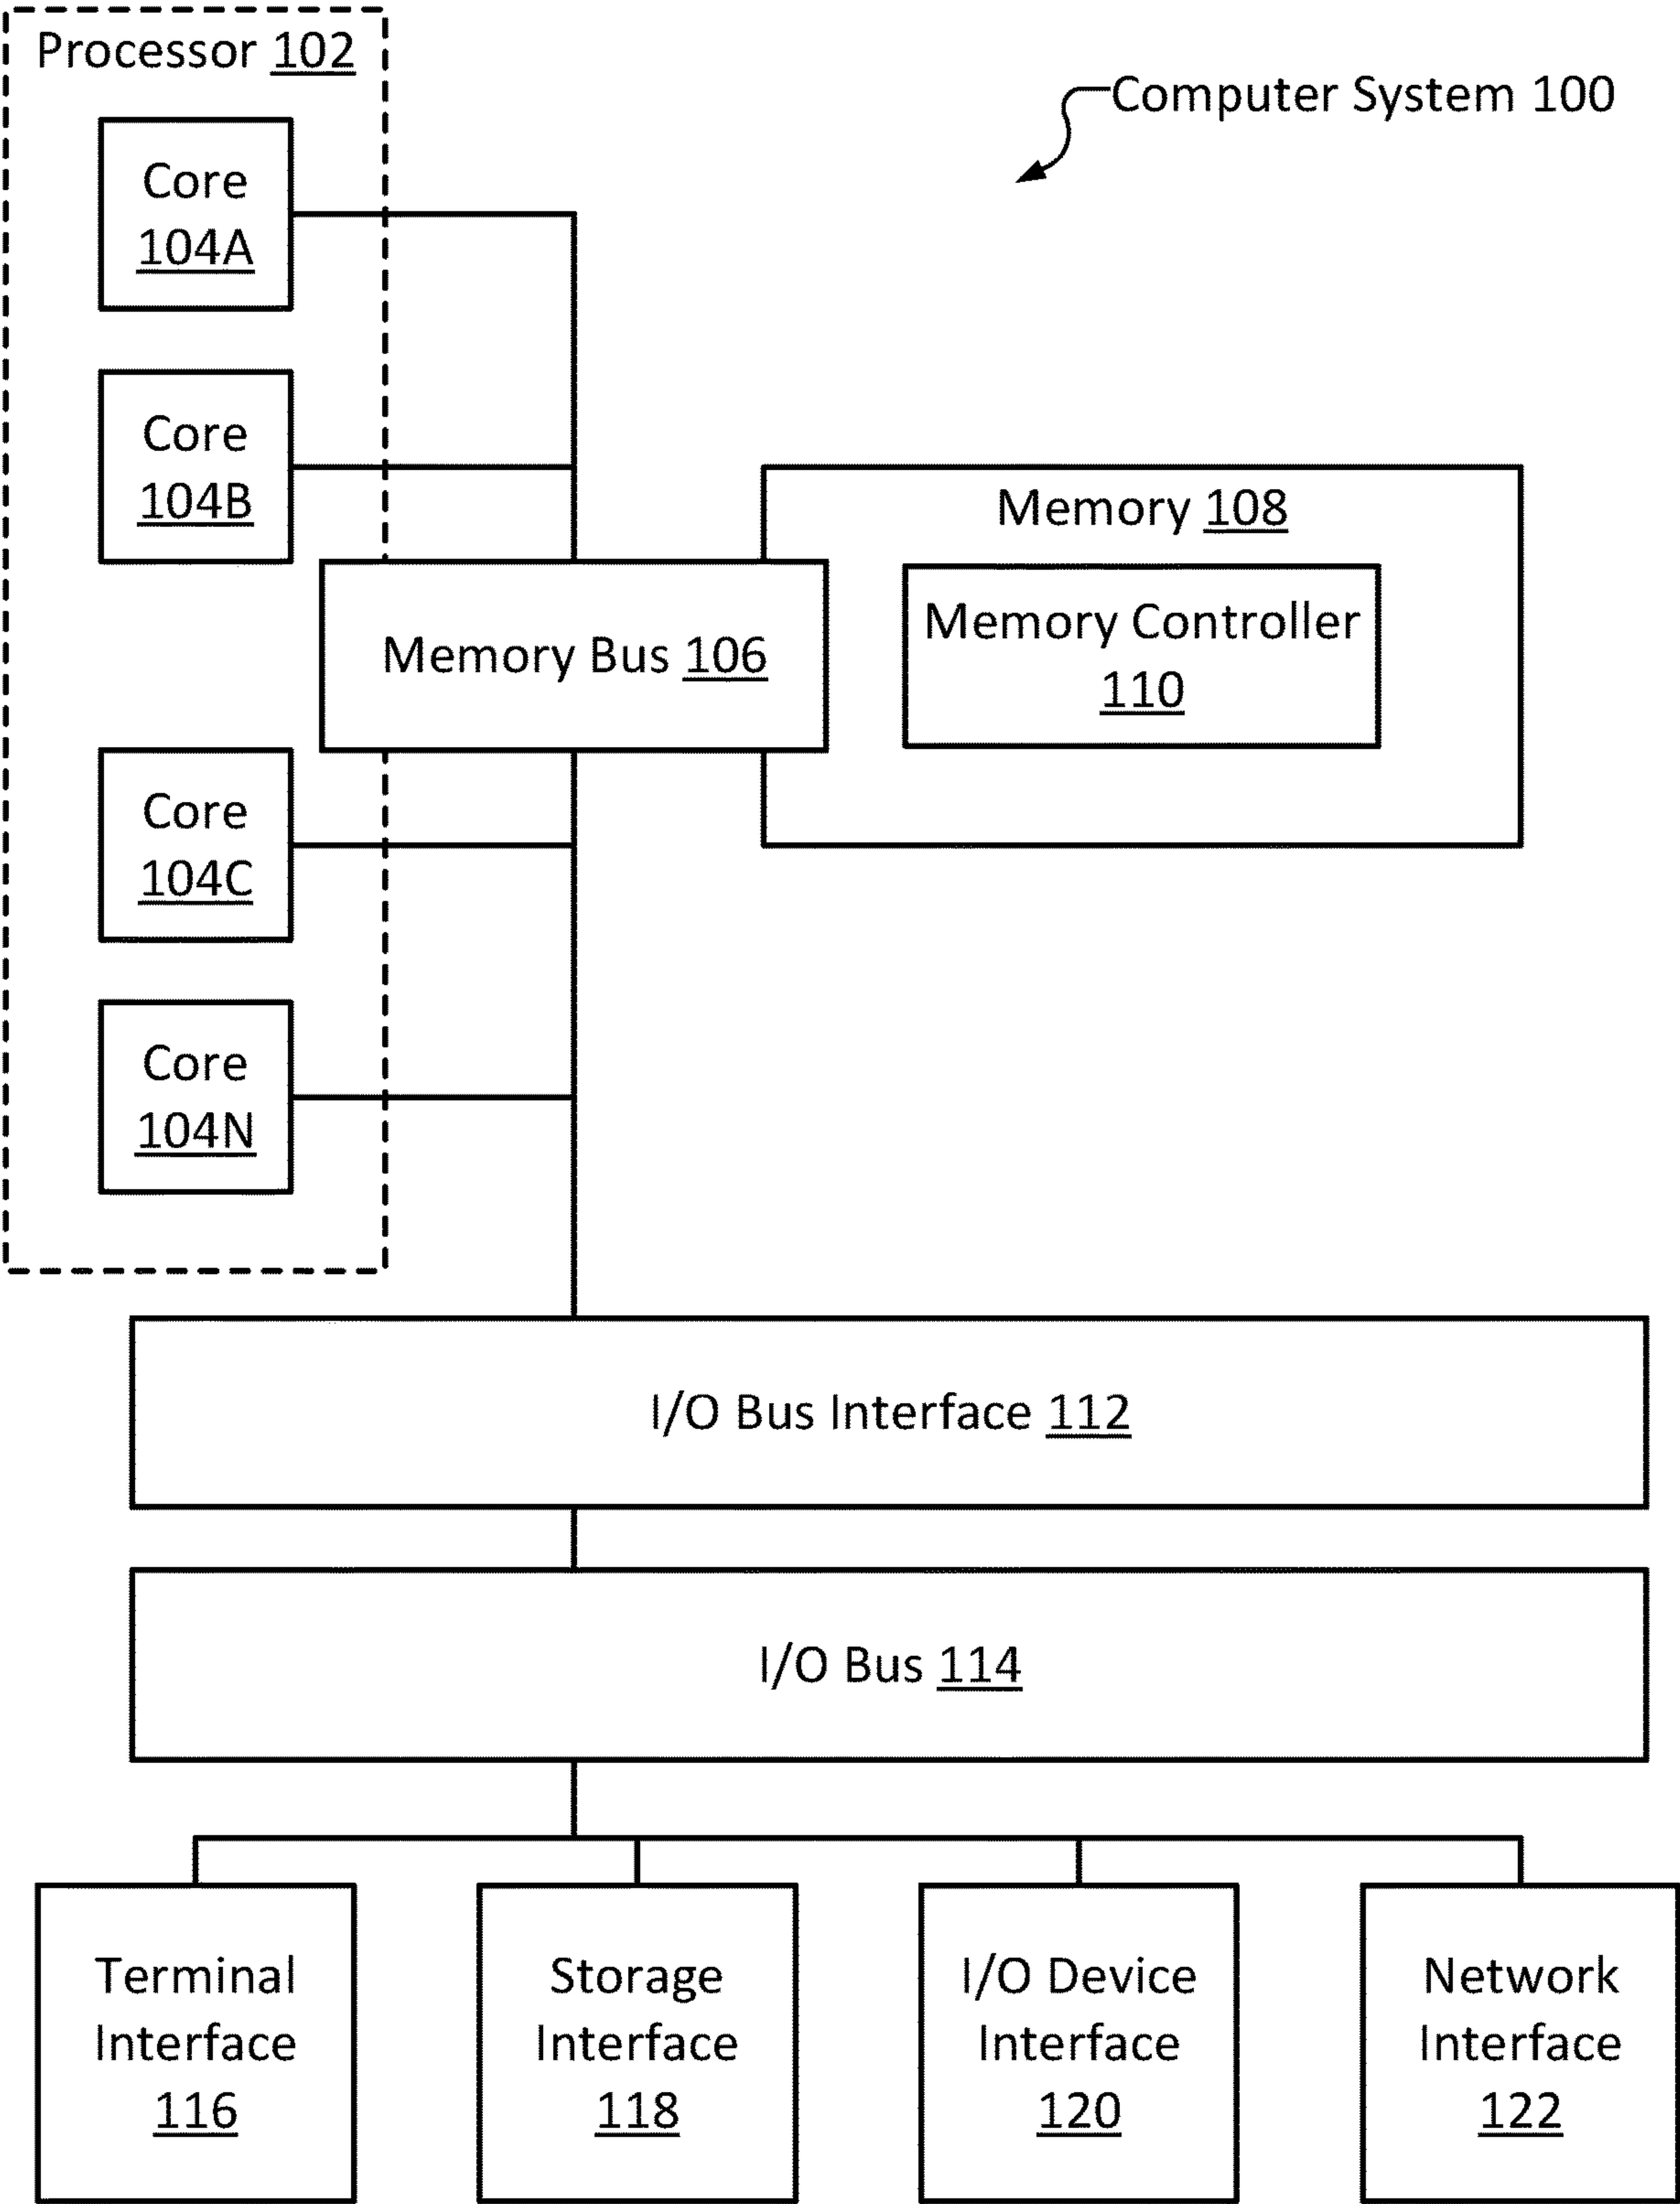 Processor 102
Computer System 100
Core
104A
Core
104B
Memory 108
Memory Controller
110
Memory Bus 106
Core
104C
Core
104N
I/O Bus Interface 112
I/O Bus 114
Terminal
Interface
116
Storage
Interface
118
I/O Device
Interface
120
Network
Interface
122